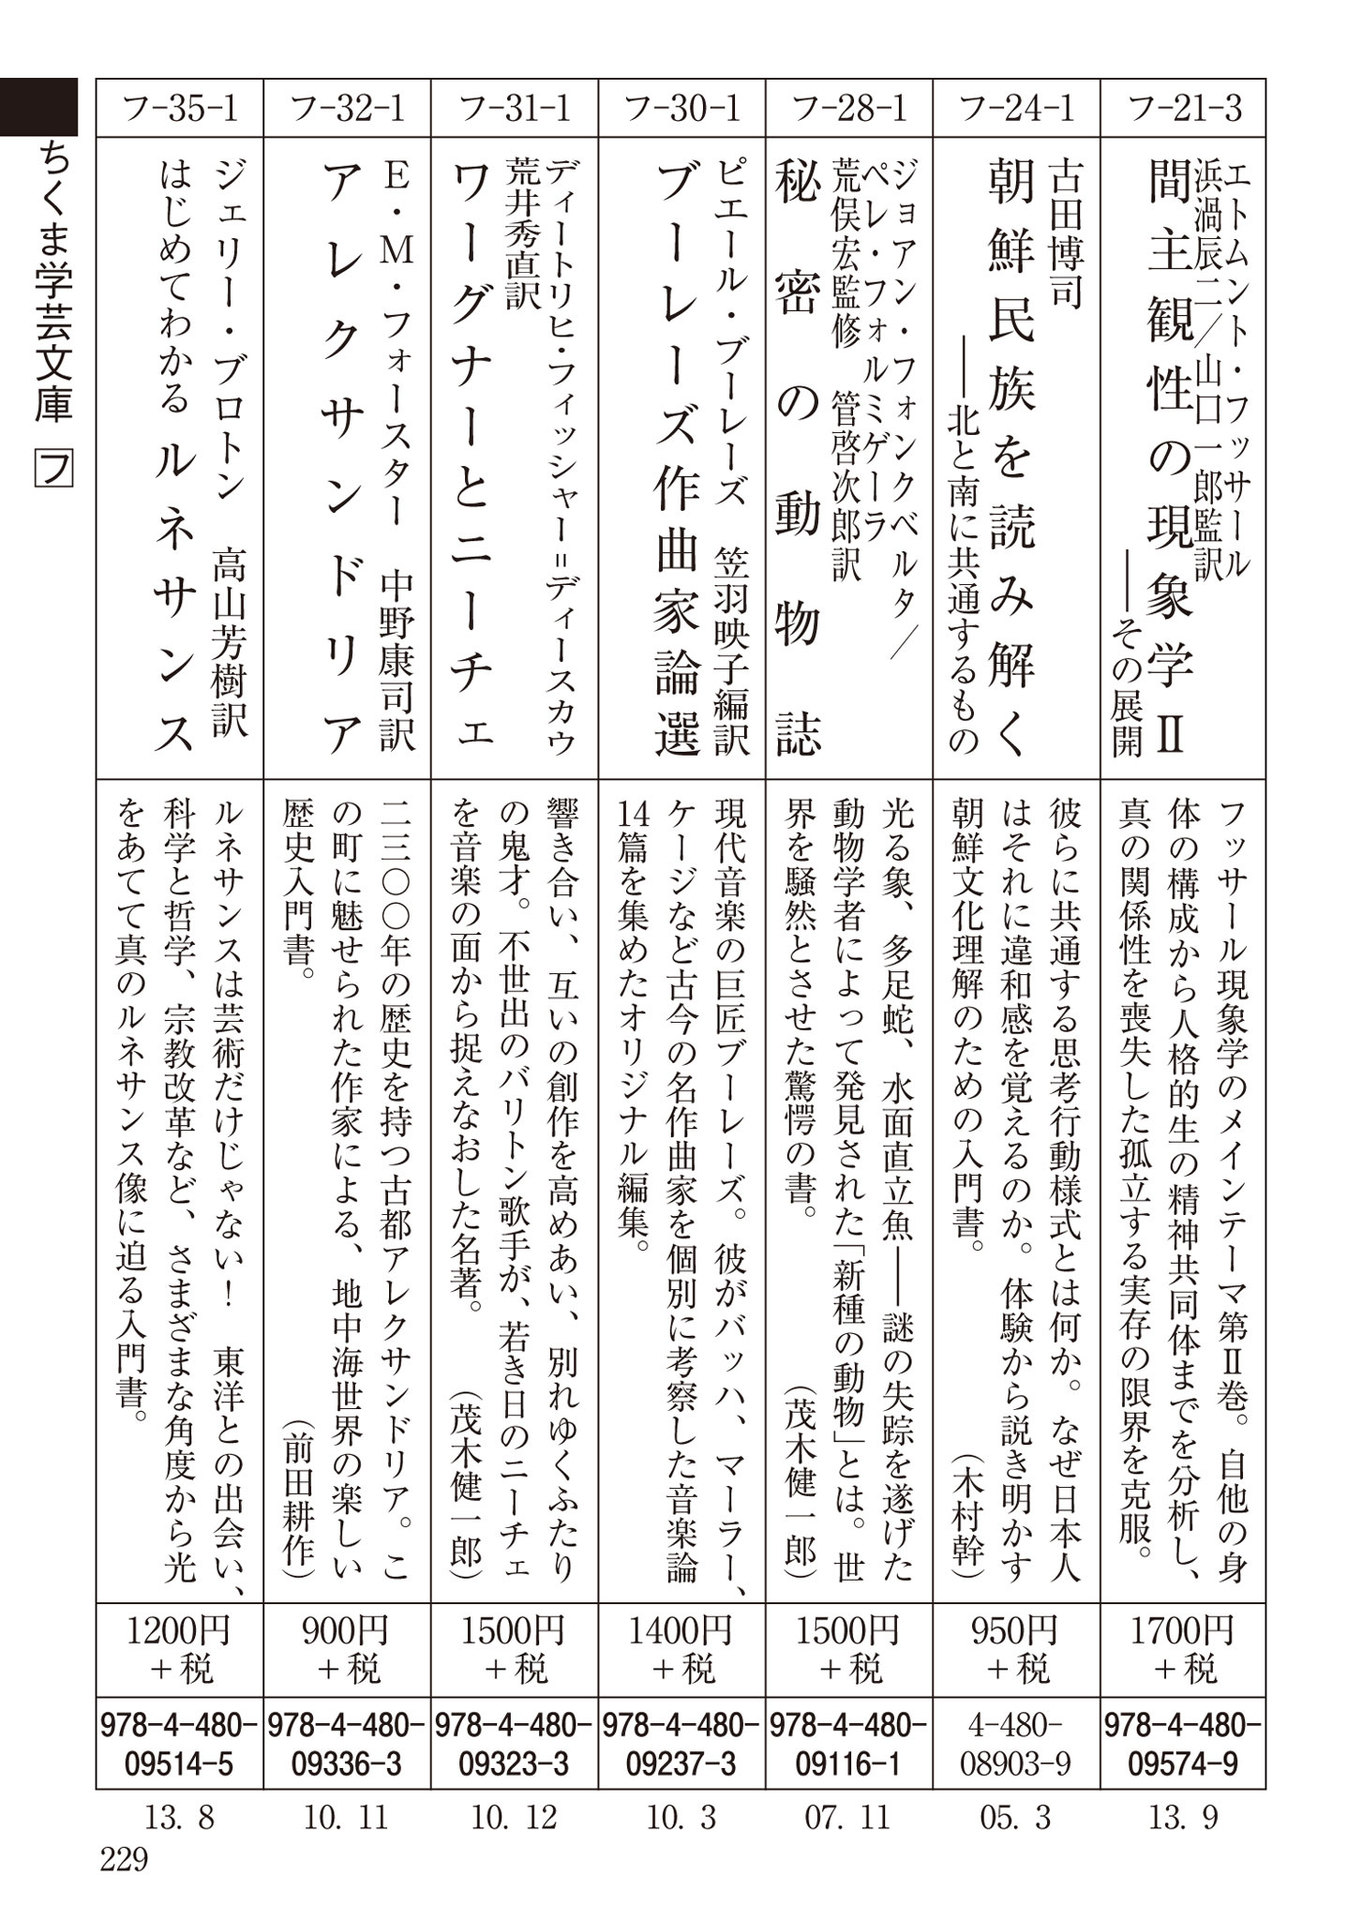 ちくま学芸文庫 フ
フ-21-3
エトムント・フッサール
浜渦辰二/山口一郎監訳
間主観性の現象学Ⅱ
――その展開
フッサール現象学のメインテーマ第Ⅱ巻。自他の身
体の構成から人格的生の精神共同体までを分析し、
真の関係性を喪失した孤立する実存の限界を克服。
1700円
+税
978-4-480-
09574-9
13. 9
フ-24-1
古田博司
朝鮮民族を読み解く
――北と南に共通するもの
彼らに共通する思考行動様式とは何か。なぜ日本人
はそれに違和感を覚えるのか。体験から説き明かす
朝鮮文化理解のための入門書。　(木村幹)
950円
+税
4-480-
08903-9
05. 3
フ-28-1
ジョアン・フォンクベルタ/
ペレ・フォルミゲーラ
荒俣宏監修　管啓次郎訳
秘密の動物誌
光る象、多足蛇、水面直立魚――謎の失踪を遂げた
動物学者によって発見された「新種の動物」とは。世
界を騒然とさせた驚愕の書。　(茂木健一郎)
1500円
+税
978-4-480-
09116-1
07. 11
フ-30-1
ピエール・ブーレーズ　笠羽映子編訳
ブーレーズ作曲家論選
現代音楽の巨匠ブーレーズ。彼がバッハ、マーラー、
ケージなど古今の名作曲家を個別に考察した音楽論
14篇を集めたオリジナル編集。
1400円
+税
978-4-480-
09237-3
10. 3
フ-31-1
ディートリヒ・フィッシャー=ディースカウ
荒井秀直訳
ワーグナーとニーチェ
響き合い、互いの創作を高めあい、別れゆくふたり
の鬼才。不世出のバリトン歌手が、若き日のニーチェ
を音楽の面から捉えなおした名著。　(茂木健一郎)
1500円
+税
978-4-480-
09323-3
10. 12
フ-32-1
E・M・フォースター　中野康司訳
アレクサンドリア
二三〇〇年の歴史を持つ古都アレクサンドリア。こ
の町に魅せられた作家による、地中海世界の楽しい
歴史入門書。　(前田耕作)
900円
+税
978-4-480-
09336-3
10. 11
フ-35-1
ジェリー・ブロトン　高山芳樹訳
はじめてわかるルネサンス
ルネサンスは芸術だけじゃない!　東洋との出会い、
科学と哲学、宗教改革など、さまざまな角度から光
をあてて真のルネサンス像に迫る入門書。
1200円
+税
978-4-480-
09514-5
13. 8
229